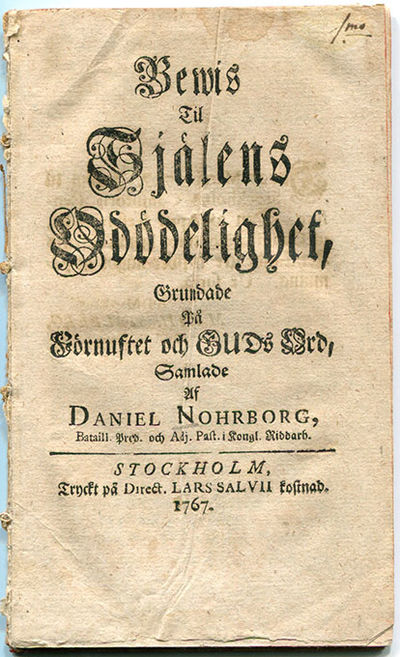 Bewis
Til
Själens
Odödelighet,
Grundade
På
Förnuftet och GUDs Ord,
Samlade
Af
DANIEL NOHRBORG,
Bataill. Pred. och Adj. Past. i Kongl. Riddarh.
STOCKHOLM,
Tryckt på Direct. LARS SALVII kostnad.
1767.